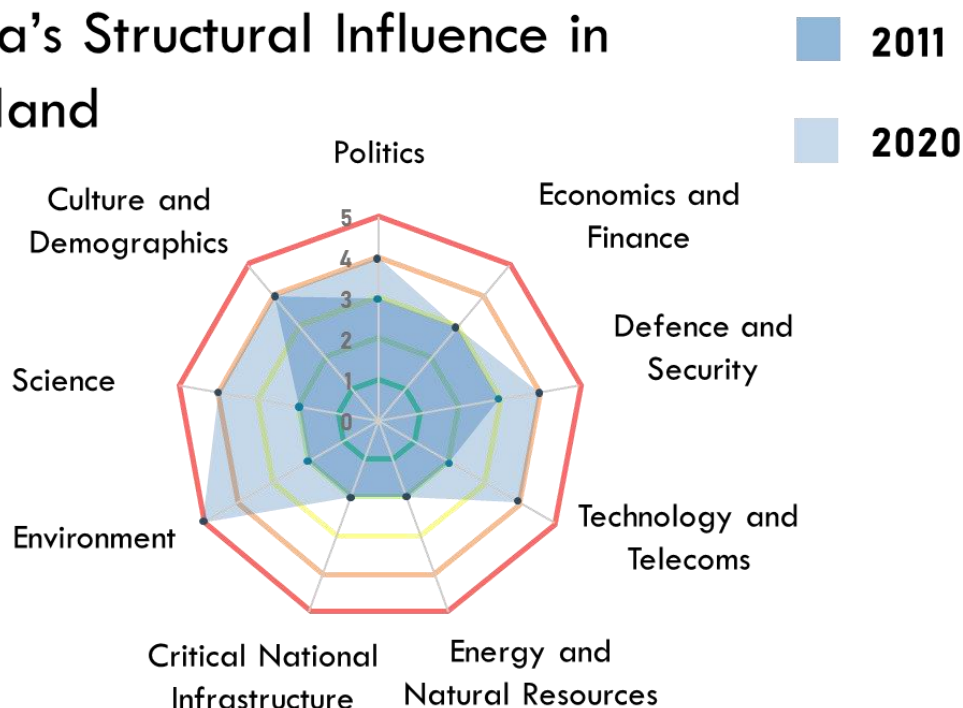 a's Structural Influence in
land
2011
2020
Politics
Economics and
Finance
Defence and
Security
Technology and
Telecoms
Energy and
Natural Resources
Critical National
Infrastructure
Environment
Science
Culture and
Demographics
5
4
3
2
1
0